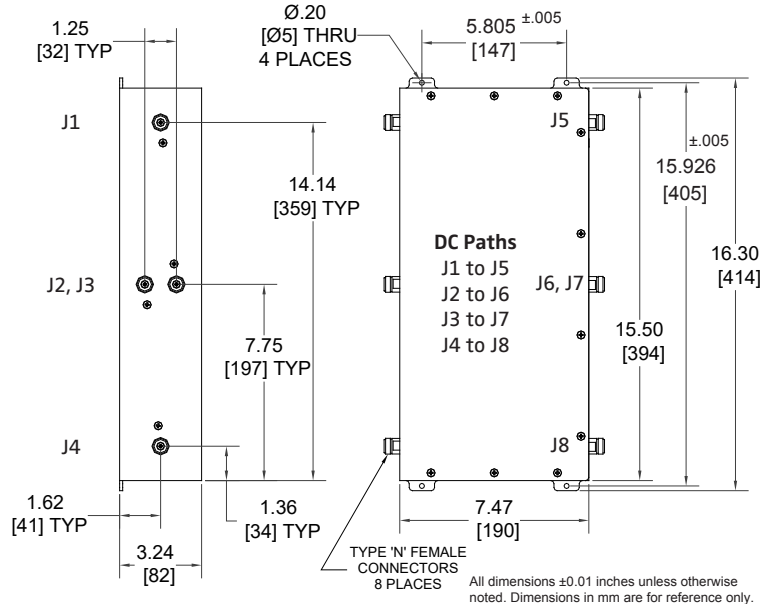 1.25
[32] TYP
Ø.20
[Ø5] THRU
4 PLACES
5.805 ±.005
[147]
J1
J5
±.005
15.926
[405]
14.14
[359] TYP
DC Paths
J1 to J5
J2 to J6
J3 to J7
J4 to J8
16.30
[414]
J2, J3
J6, J7
7.75
[197] TYP
15.50
[394]
J4
J8
1.62
[41] TYP
1.36
[34] TYP
7.47
[190]
3.24
[82]
TYPE 'N' FEMALE
CONNECTORS
8 PLACES
All dimensions ±0.01 inches unless otherwise
noted. Dimensions in mm are for reference only.